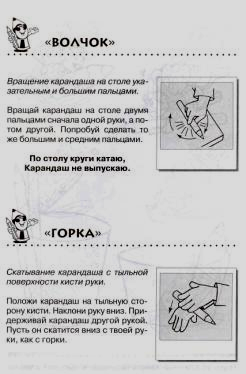 «ВОЛЧОК»
Вращение карандаша на столе ука-
зательным и большим пальцами.
Вращай карандаш на столе двумя
пальцами сначала одной руки, а по-
том другой. Попробуй сделать то
же большим и средним пальцами.
По столу круги катаю,
Карандаш не выпускаю.
«ГОРКА»
Скатывание карандаша с тыльной
поверхности кисти руки.
Положи карандаш на тыльную сто-
рону кисти. Наклони руку вниз. При-
держивай карандаш другой рукой.
Пусть он скатится вниз с твоей ру-
ки, как с горки.